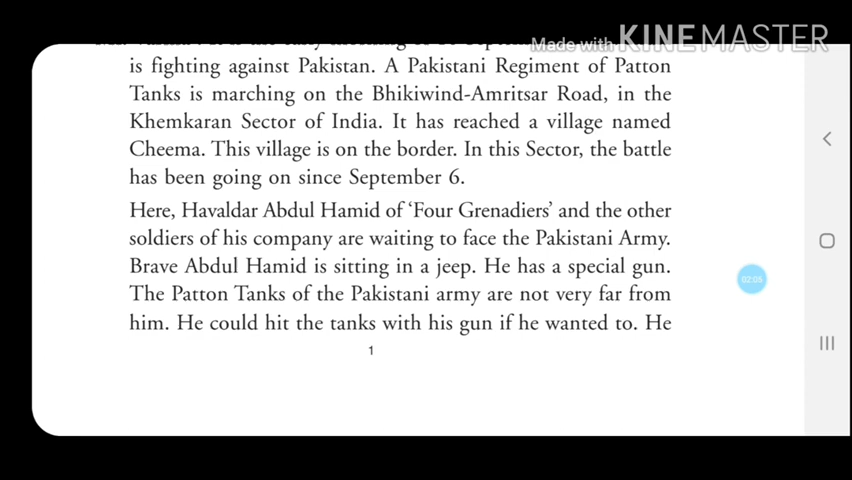 Made with KINEMASTER
is fighting against Pakistan. A Pakistani Regiment of Patton
Tanks is marching on the Bhikiwind-Amritsar Road, in the
Khemkaran Sector of India. It has reached a village named
Cheema. This village is on the border. In this Sector, the battle
has been going on since September 6.
Here, Havaldar Abdul Hamid of ‘Four Grenadiers’ and the other
soldiers of his company are waiting to face the Pakistani Army.
Brave Abdul Hamid is sitting in a jeep. He has a special gun.
The Patton Tanks of the Pakistani army are not very far from
him. He could hit the tanks with his gun if he wanted to. He
1
02:05